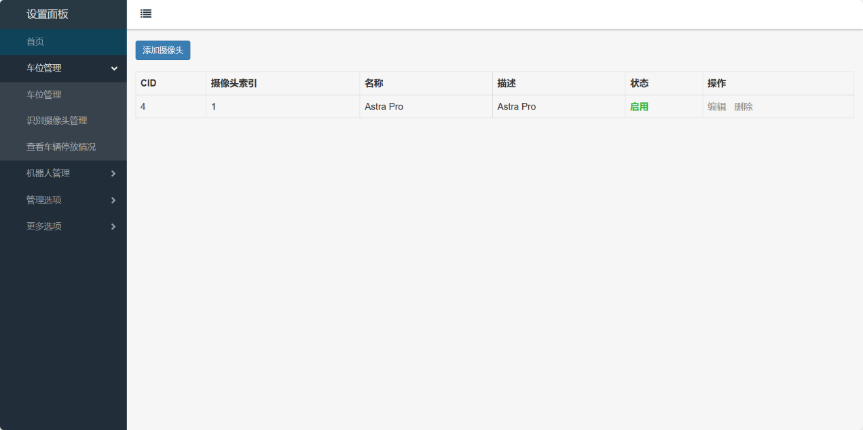 设置面板
首页
车位管理
车位管理
识别摄像头管理
查看车辆停放情况
机器人管理
管理选项
更多选项
添加摄像头
CID 摄像头索引 名称 描述 状态 操作
4 1 Astra Pro Astra Pro 启用 编辑 删除